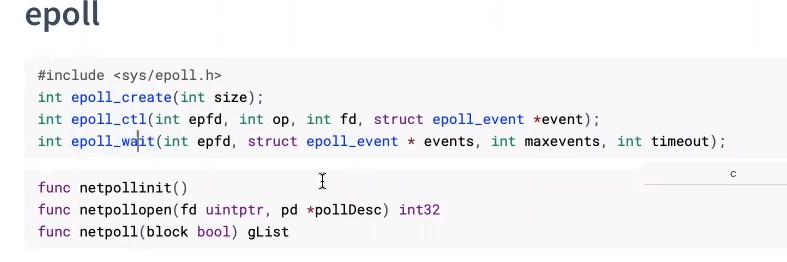 epoll
#include <sys/epoll.h>
int epoll_create(int size);
int epoll_ctl(int epfd, int op, int fd, struct epoll_event *event);
int epoll_wait(int epfd, struct epoll_event * events, int maxevents, int timeout);
c
func netpollinit()
func netpollopen(fd uintptr, pd *pollDesc) int32
func netpoll(block bool) gList